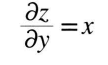 ∂z/∂y = x